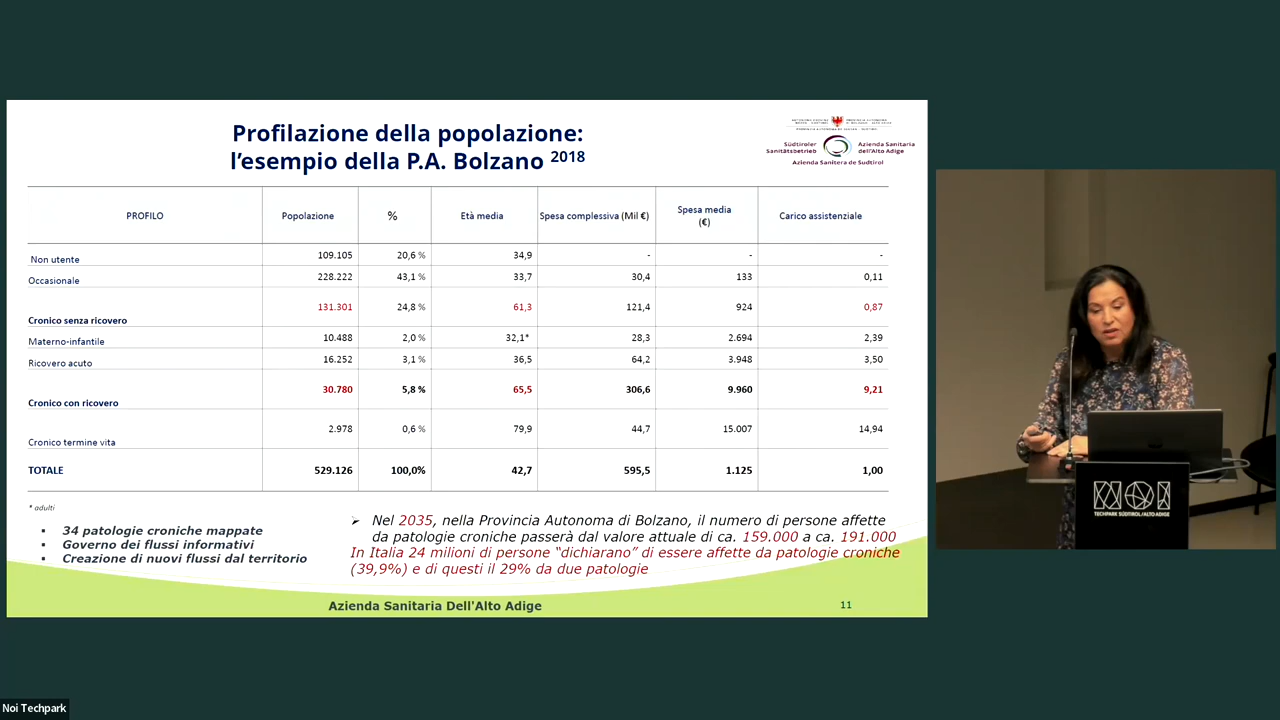 Profilazione della popolazione:
l’esempio della P.A. Bolzano 2018
Südtiroler Sanitätsbetrieb
Azienda Sanitaria dell'Alto Adige
Azienda Sanitera de Sudtirol
PROFILO Popolazione % Età media Spesa complessiva (Mil €) Spesa media (€) Carico assistenziale
Non utente 109.105 20,6 % 34,9 - - -
Occasionale 228.222 43,1 % 33,7 30,4 133 0,11
Cronico senza ricovero 131.301 24,8 % 61,3 121,4 924 0,87
Materno-infantile 10.488 2,0 % 32,1* 28,3 2.694 2,39
Ricovero acuto 16.252 3,1 % 36,5 64,2 3.948 3,50
Cronico con ricovero 30.780 5,8 % 65,5 306,6 9.960 9,21
Cronico termine vita 2.978 0,6 % 79,9 44,7 15.007 14,94
TOTALE 529.126 100,0% 42,7 595,5 1.125 1,00
* adulti
▪ 34 patologie croniche mappate
▪ Governo dei flussi informativi
▪ Creazione di nuovi flussi dal territorio
➢ Nel 2035, nella Provincia Autonoma di Bolzano, il numero di persone affette
da patologie croniche passerà dal valore attuale di ca. 159.000 a ca. 191.000
In Italia 24 milioni di persone “dichiarano” di essere affette da patologie croniche
(39,9%) e di questi il 29% da due patologie
Azienda Sanitaria Dell'Alto Adige
11
NOI
TECHPARK SÜDTIROL/ALTO ADIGE
Noi Techpark